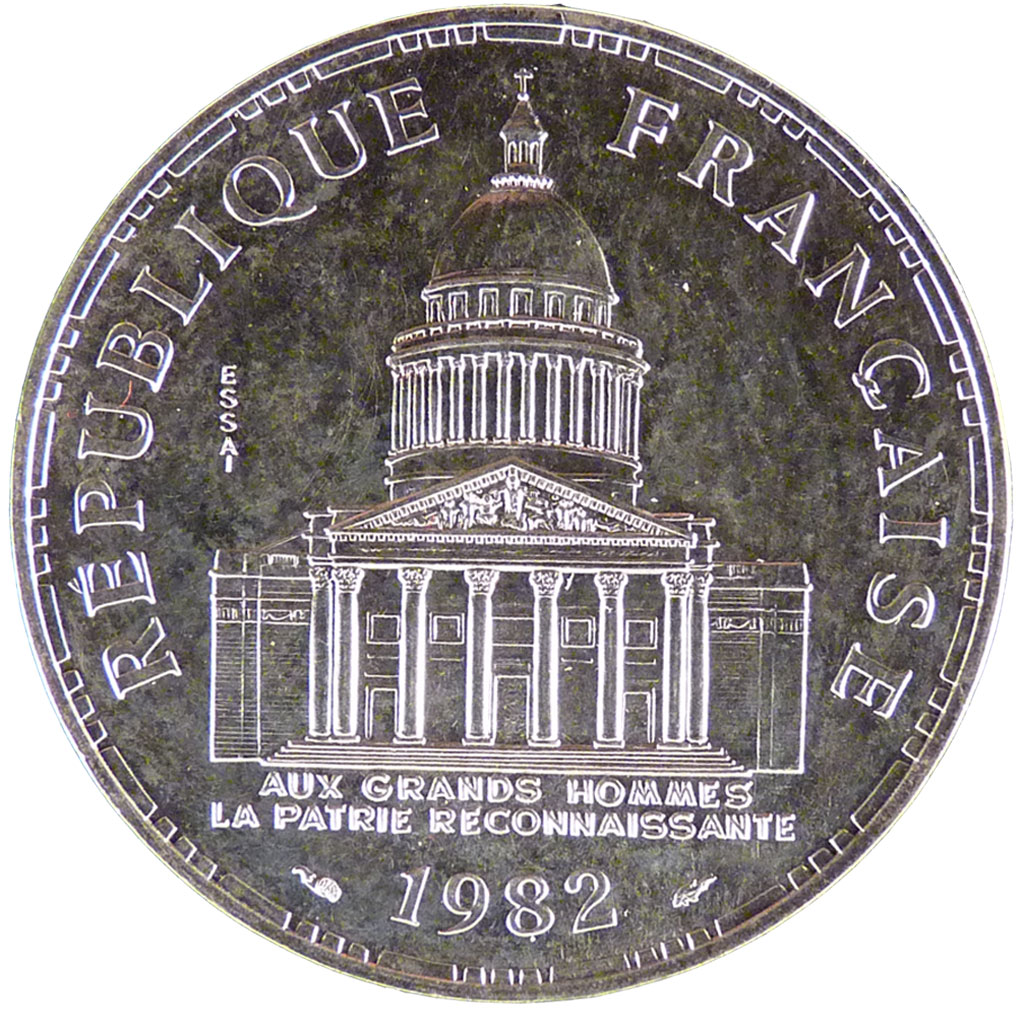 RÉPUBLIQUE FRANÇAISE
ESSAI
AUX GRANDS HOMMES
LA PATRIE RECONNAISSANTE
1982